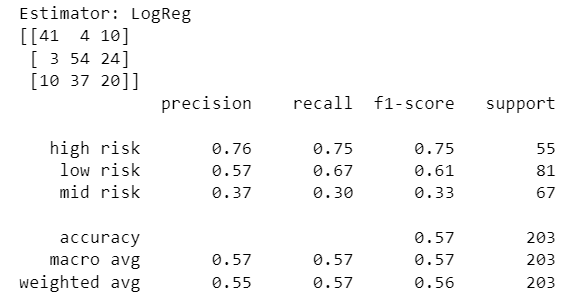 Estimator: LogReg
[[41  4 10]
 [ 3 54 24]
 [10 37 20]]
              precision    recall  f1-score   support

   high risk       0.76      0.75      0.75        55
    low risk       0.57      0.67      0.61        81
    mid risk       0.37      0.30      0.33        67

    accuracy                           0.57       203
   macro avg       0.57      0.57      0.57       203
weighted avg       0.55      0.57      0.56       203